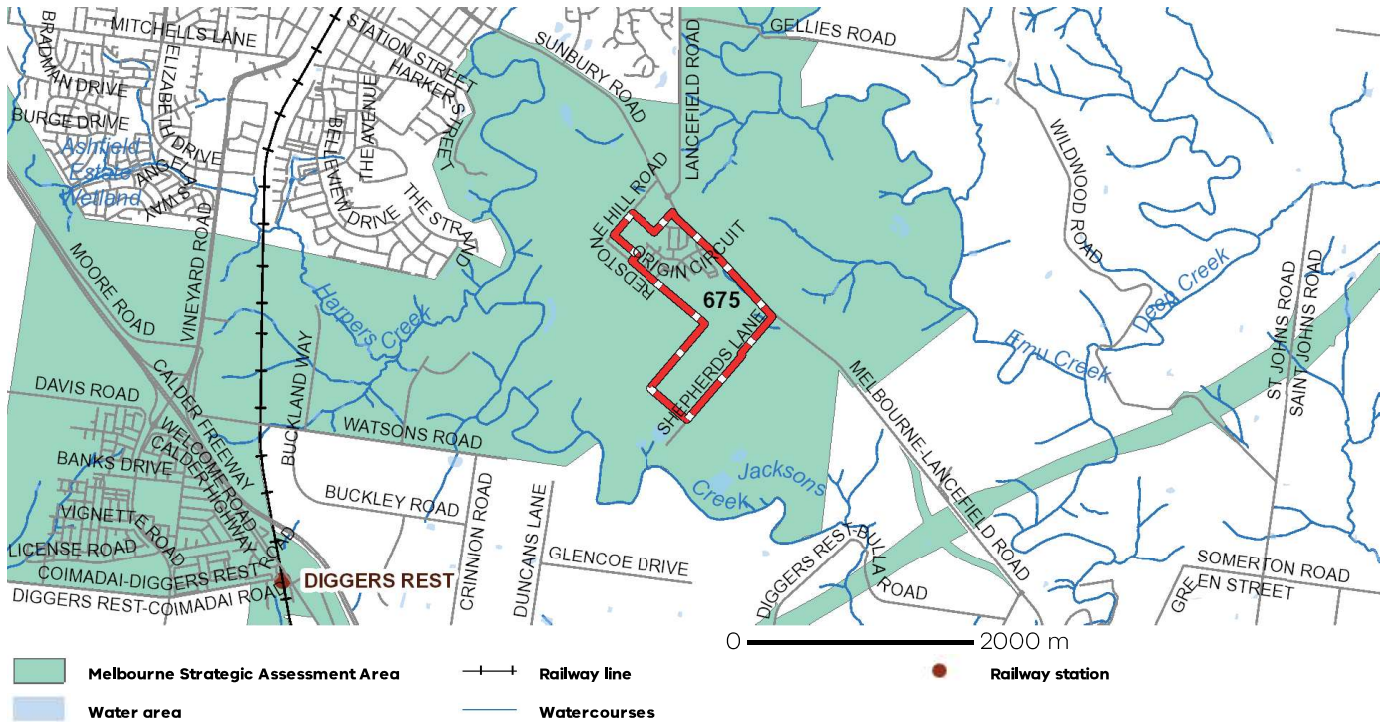 MITCHELLS LANE
BRADMAN DRIVE
ELIZABETH DRIVE
STATION STREET
HARKER STREET
SUNBURY ROAD
LANCEFIELD ROAD
GELLIES ROAD
BURGE DRIVE
Ashfield
Estate
Wetland
ANGELAS WAY
THE AVENUE
BELLEVIEW DRIVE
THE STRAND
WILDWOOD ROAD
MOORE ROAD
VINEYARD ROAD
Harpers Creek
REDSTONE HILL ROAD
ORIGIN CIRCUIT
675
SHEPHERDS LANE
Deep Creek
Emu Creek
ST JOHNS ROAD
SAINT JOHNS ROAD
DAVIS ROAD
CALDER FREEWAY
BUCKLAND WAY
WATSONS ROAD
MELBOURNE-LANCEFIELD ROAD
WELCOME ROAD
CALDER HIGHWAY
BANKS DRIVE
BUCKLEY ROAD
CRINNION ROAD
DUNCANS LANE
Jacksons
Creek
VIGNETTE ROAD
LICENSE ROAD
COIMADAI-DIGGERS REST ROAD
DIGGERS REST-COIMADAI ROAD
DIGGERS REST
GLENCOE DRIVE
DIGGERS REST-BULLA ROAD
SOMERTON ROAD
GREEN STREET
0 2000 m
Melbourne Strategic Assessment Area
Railway line
Railway station
Water area
Watercourses